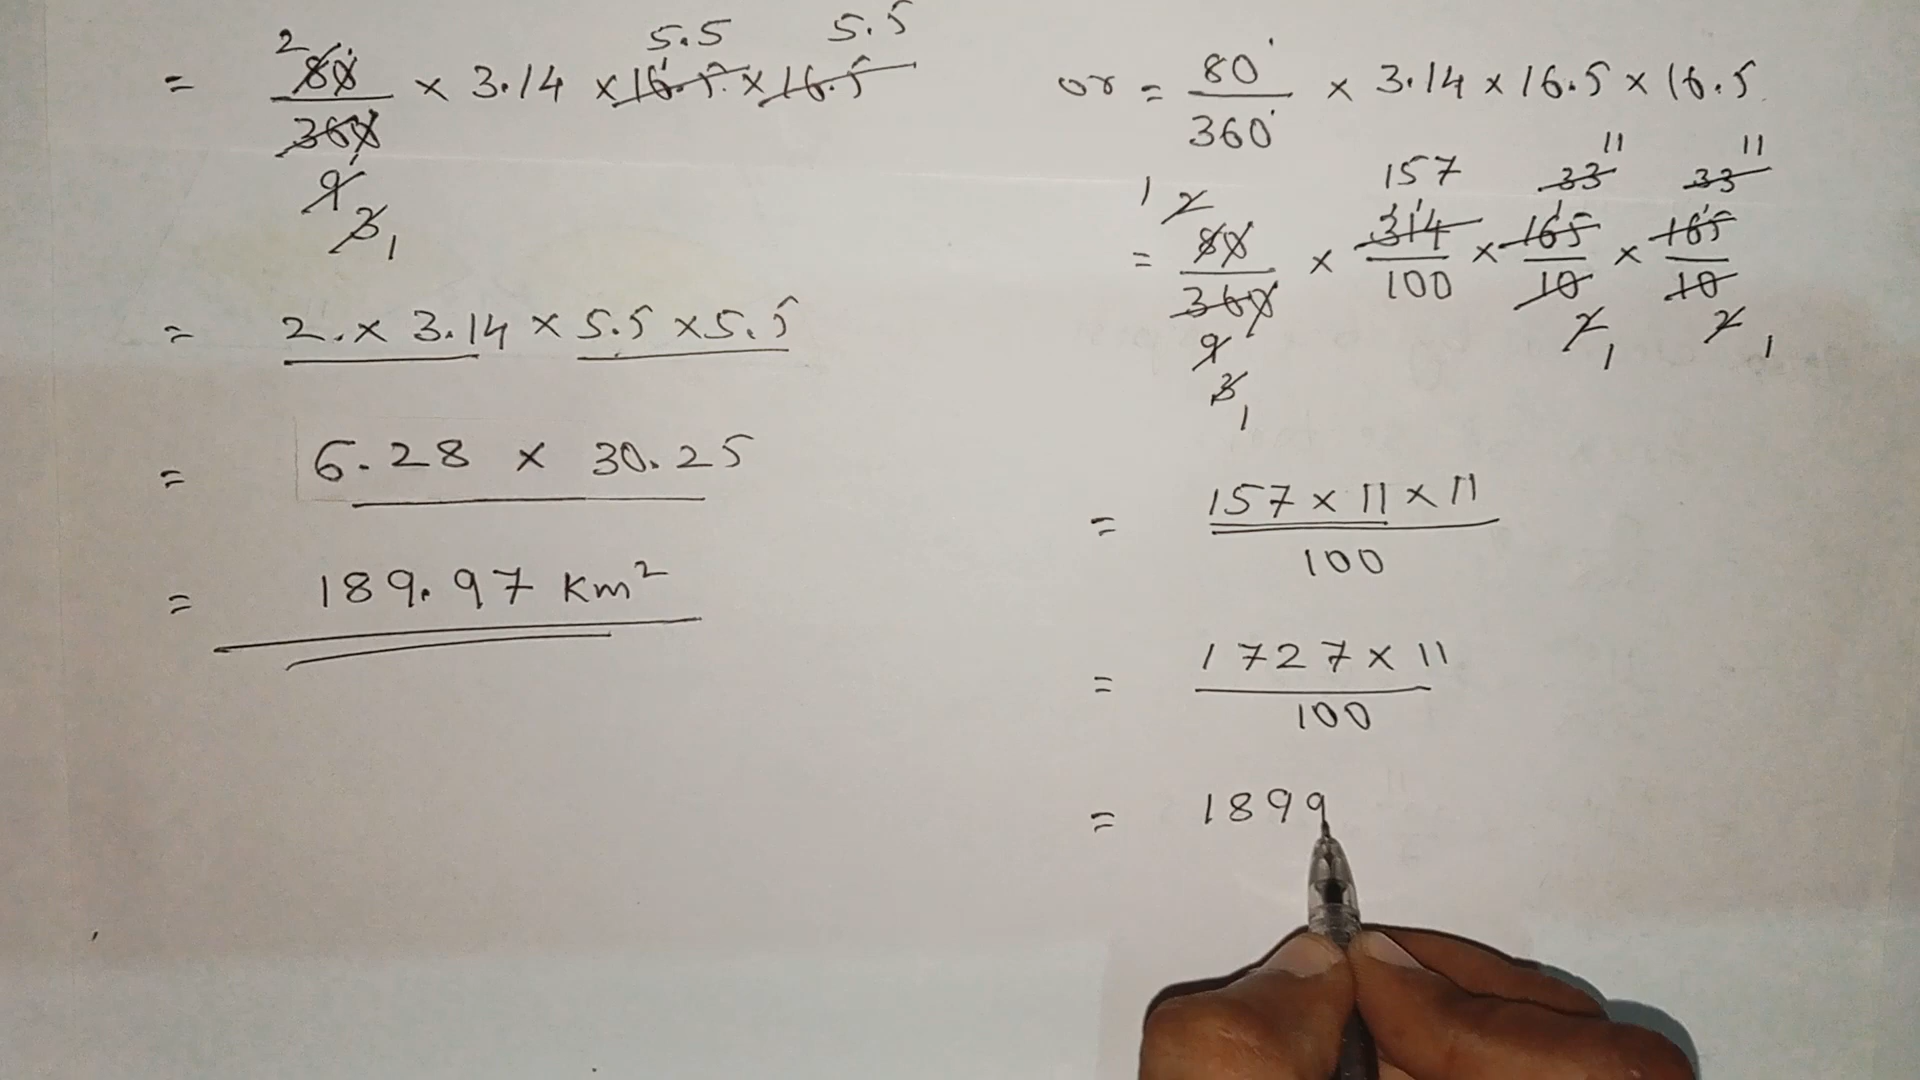 = 80°/360° × 3.14 × 16.5 × 16.5
2 5.5 5.5
9
3 1
= 2. × 3.14 × 5.5 × 5.5
= 6.28 × 30.25
= 189.97 Km²
or = 80°/360° × 3.14 × 16.5 × 16.5
1 2 157 33 11 33 11
= 80/360 × 314/100 × 165/10 × 165/10
9 2 1 2 1
3 1
= 157 × 11 × 11
100
= 1727 × 11
100
= 1899